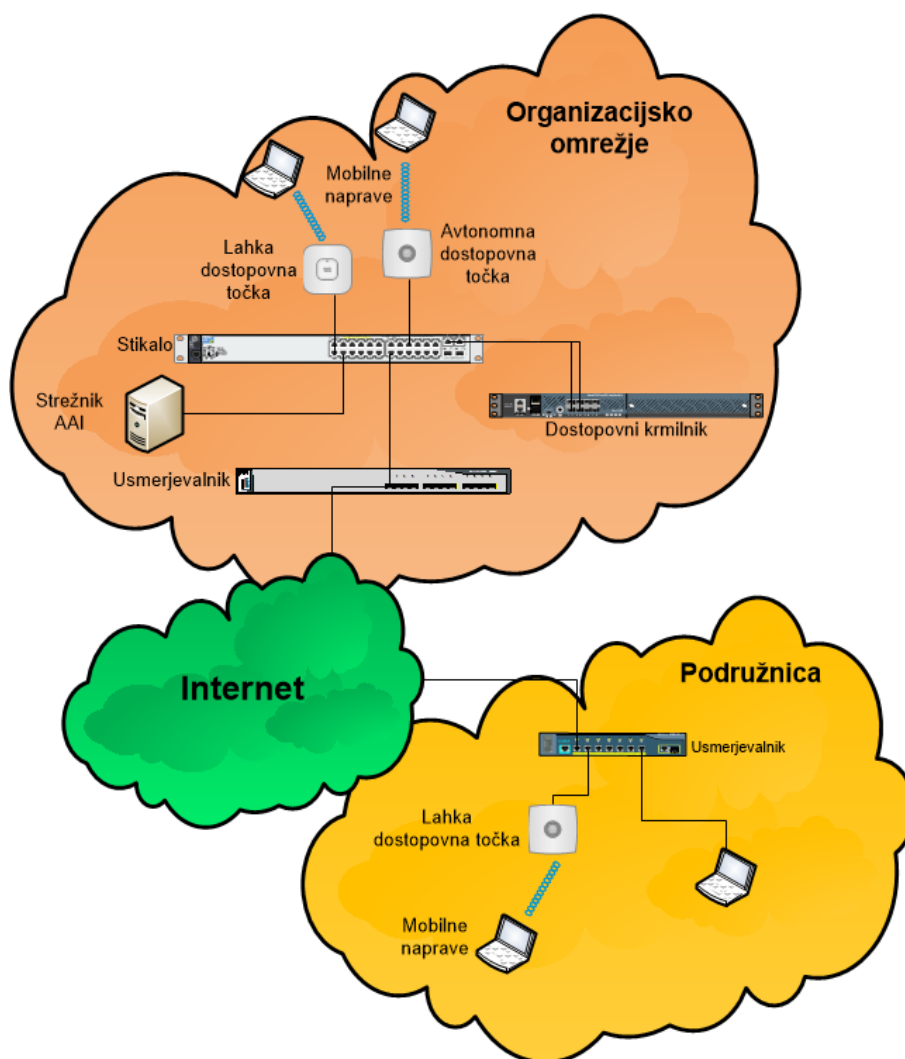 Organizacijsko
omrežje
Mobilne
naprave
Avtonomna
dostopovna
točka
Lahka
dostopovna
točka
Stikalo
Strežnik
AAI
Dostopovni krmilnik
Usmerjevalnik
Internet
Podružnica
Usmerjevalnik
Lahka
dostopovna točka
Mobilne
naprave